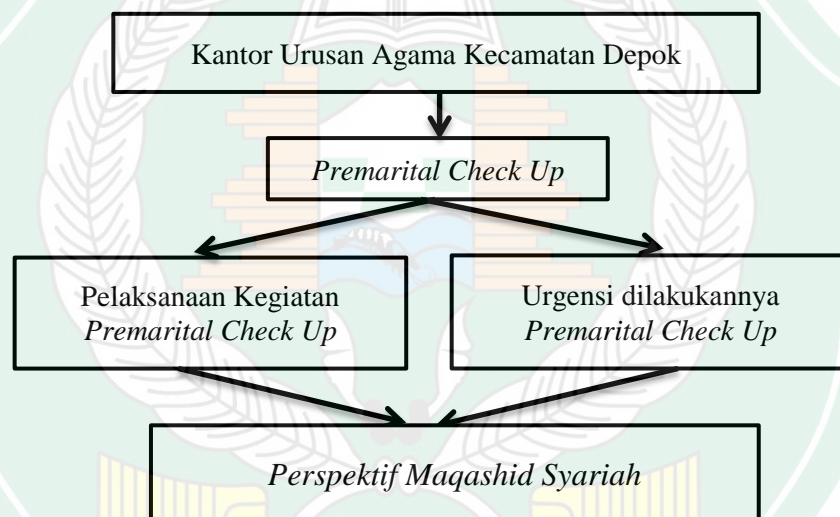 Kantor Urusan Agama Kecamatan Depok
Premarital Check Up
Pelaksanaan Kegiatan
Premarital Check Up
Urgensi dilakukannya
Premarital Check Up
Perspektif Maqashid Syariah